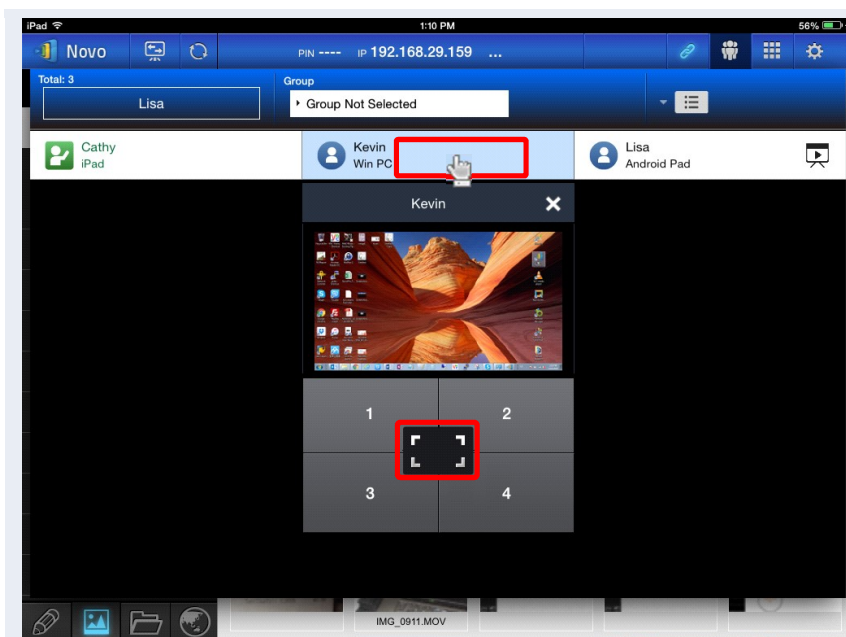 iPad 1:10 PM 56%
Novo PIN ---- IP 192.168.29.159 ...
Total: 3 Group
Lisa Group Not Selected
Cathy Kevin Lisa
iPad Win PC Android Pad
Kevin
1 2
3 4
IMG_0911.MOV